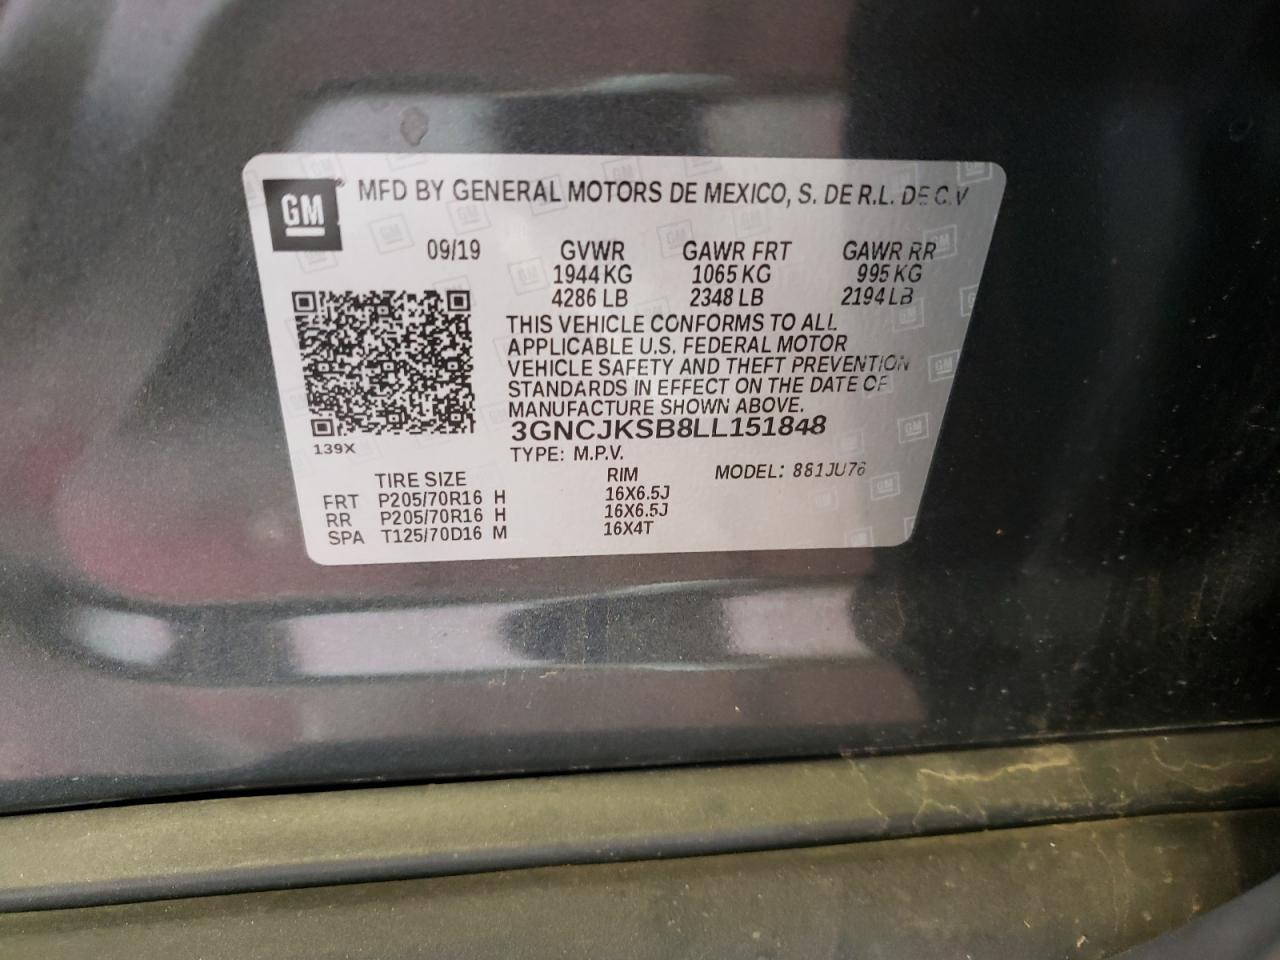 GM MFD BY GENERAL MOTORS DE MEXICO, S. DE R.L. DE C.V
09/19 GVWR GAWR FRT GAWR RR
1944 KG 1065 KG 995 KG
4286 LB 2348 LB 2194 LB
THIS VEHICLE CONFORMS TO ALL
APPLICABLE U.S. FEDERAL MOTOR
VEHICLE SAFETY AND THEFT PREVENTION
STANDARDS IN EFFECT ON THE DATE OF
MANUFACTURE SHOWN ABOVE.
3GNCJKSB8LL151848
139X
TYPE: M.P.V.
TIRE SIZE RIM MODEL: 881JU76
FRT P205/70R16 H 16X6.5J
RR P205/70R16 H 16X6.5J
SPA T125/70D16 M 16X4T